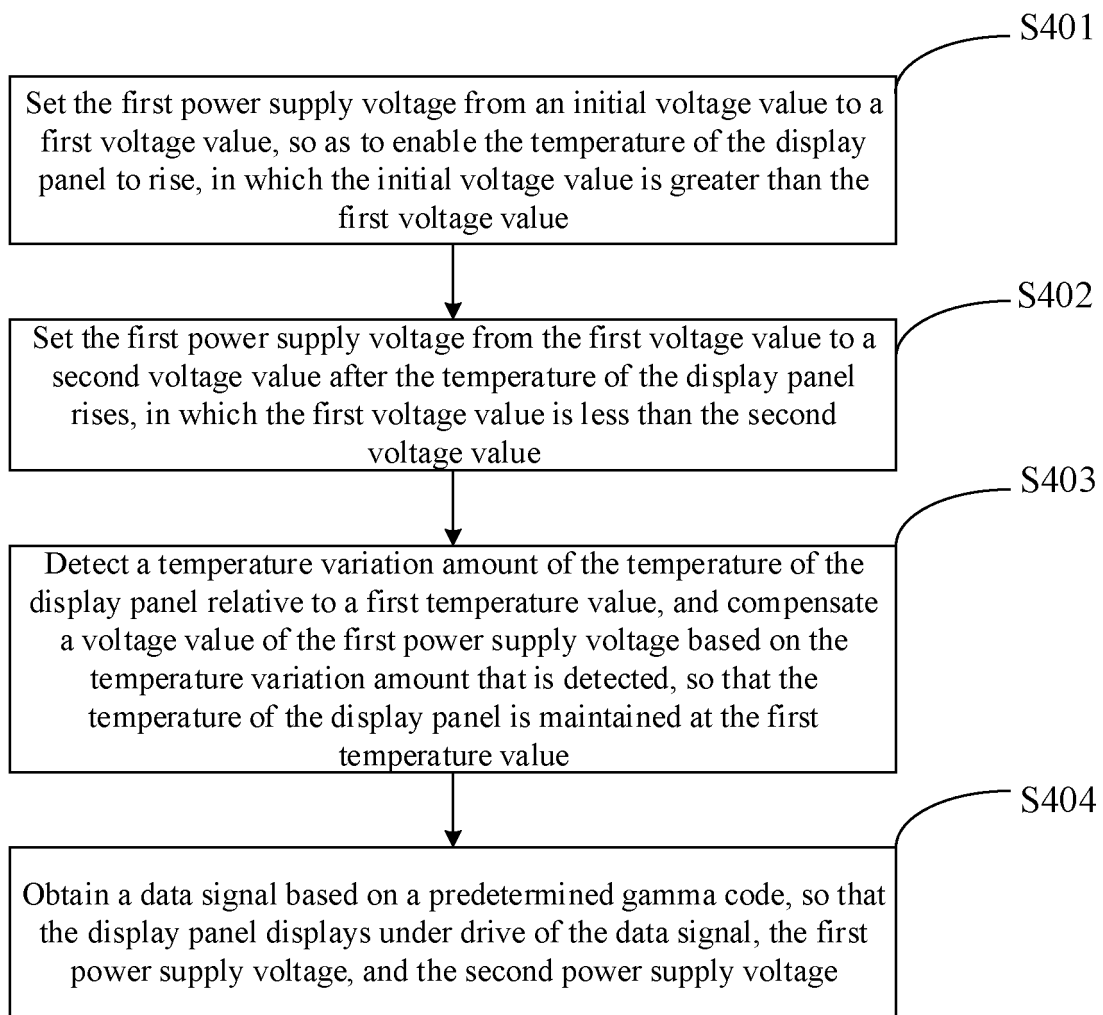 S401
Set the first power supply voltage from an initial voltage value to a
first voltage value, so as to enable the temperature of the display
panel to rise, in which the initial voltage value is greater than the
first voltage value
S402
Set the first power supply voltage from the first voltage value to a
second voltage value after the temperature of the display panel
rises, in which the first voltage value is less than the second
voltage value
S403
Detect a temperature variation amount of the temperature of the
display panel relative to a first temperature value, and compensate
a voltage value of the first power supply voltage based on the
temperature variation amount that is detected, so that the
temperature of the display panel is maintained at the first
temperature value
S404
Obtain a data signal based on a predetermined gamma code, so that
the display panel displays under drive of the data signal, the first
power supply voltage, and the second power supply voltage